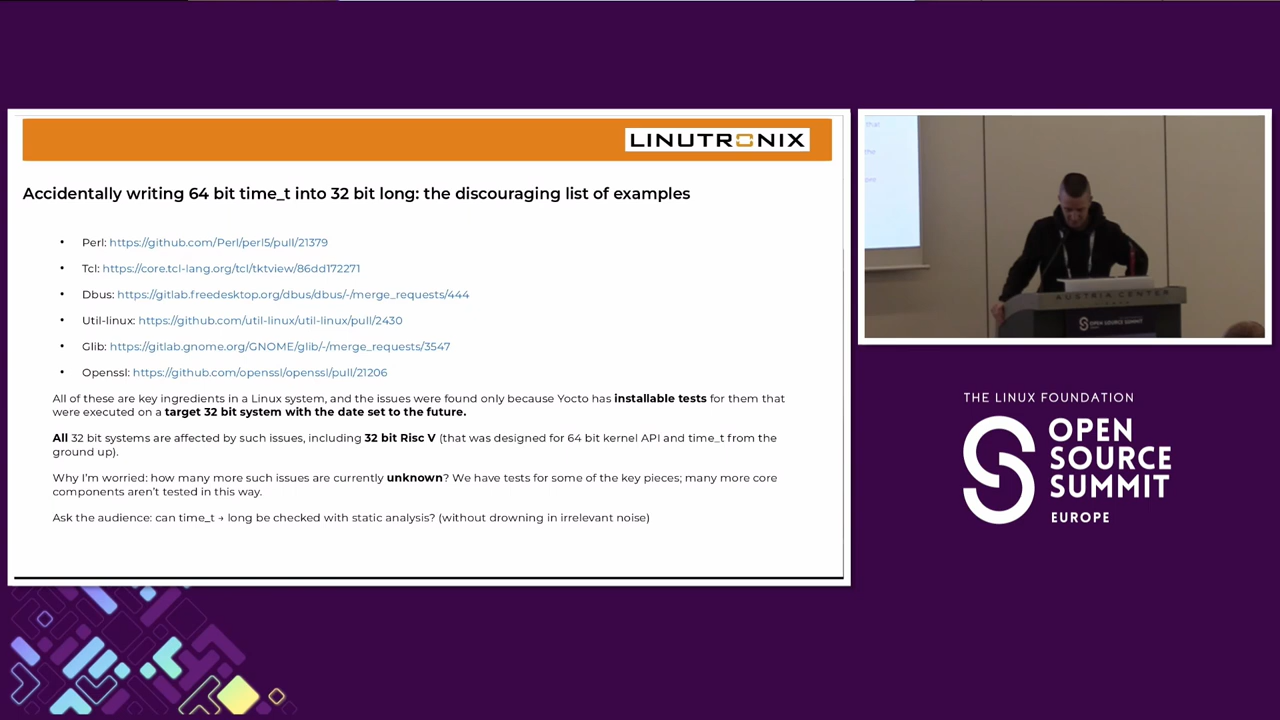 LINUTRONIX
Accidentally writing 64 bit time_t into 32 bit long: the discouraging list of examples
• Perl: https://github.com/Perl/perl5/pull/21379
• Tcl: https://core.tcl-lang.org/tcl/tktview/86dd172271
• Dbus: https://gitlab.freedesktop.org/dbus/dbus/-/merge_requests/444
• Util-linux: https://github.com/util-linux/util-linux/pull/2430
• Glib: https://gitlab.gnome.org/GNOME/glib/-/merge_requests/3547
• Openssl: https://github.com/openssl/openssl/pull/21206
All of these are key ingredients in a Linux system, and the issues were found only because Yocto has installable tests for them that
were executed on a target 32 bit system with the date set to the future.
All 32 bit systems are affected by such issues, including 32 bit Risc V (that was designed for 64 bit kernel API and time_t from the
ground up).
Why I'm worried: how many more such issues are currently unknown? We have tests for some of the key pieces; many more core
components aren't tested in this way.
Ask the audience: can time_t → long be checked with static analysis? (without drowning in irrelevant noise)
that
the
AUSTRIA CENTER
OPEN SOURCE SUMMIT
THE LINUX FOUNDATION
OPEN
SOURCE
SUMMIT
EUROPE